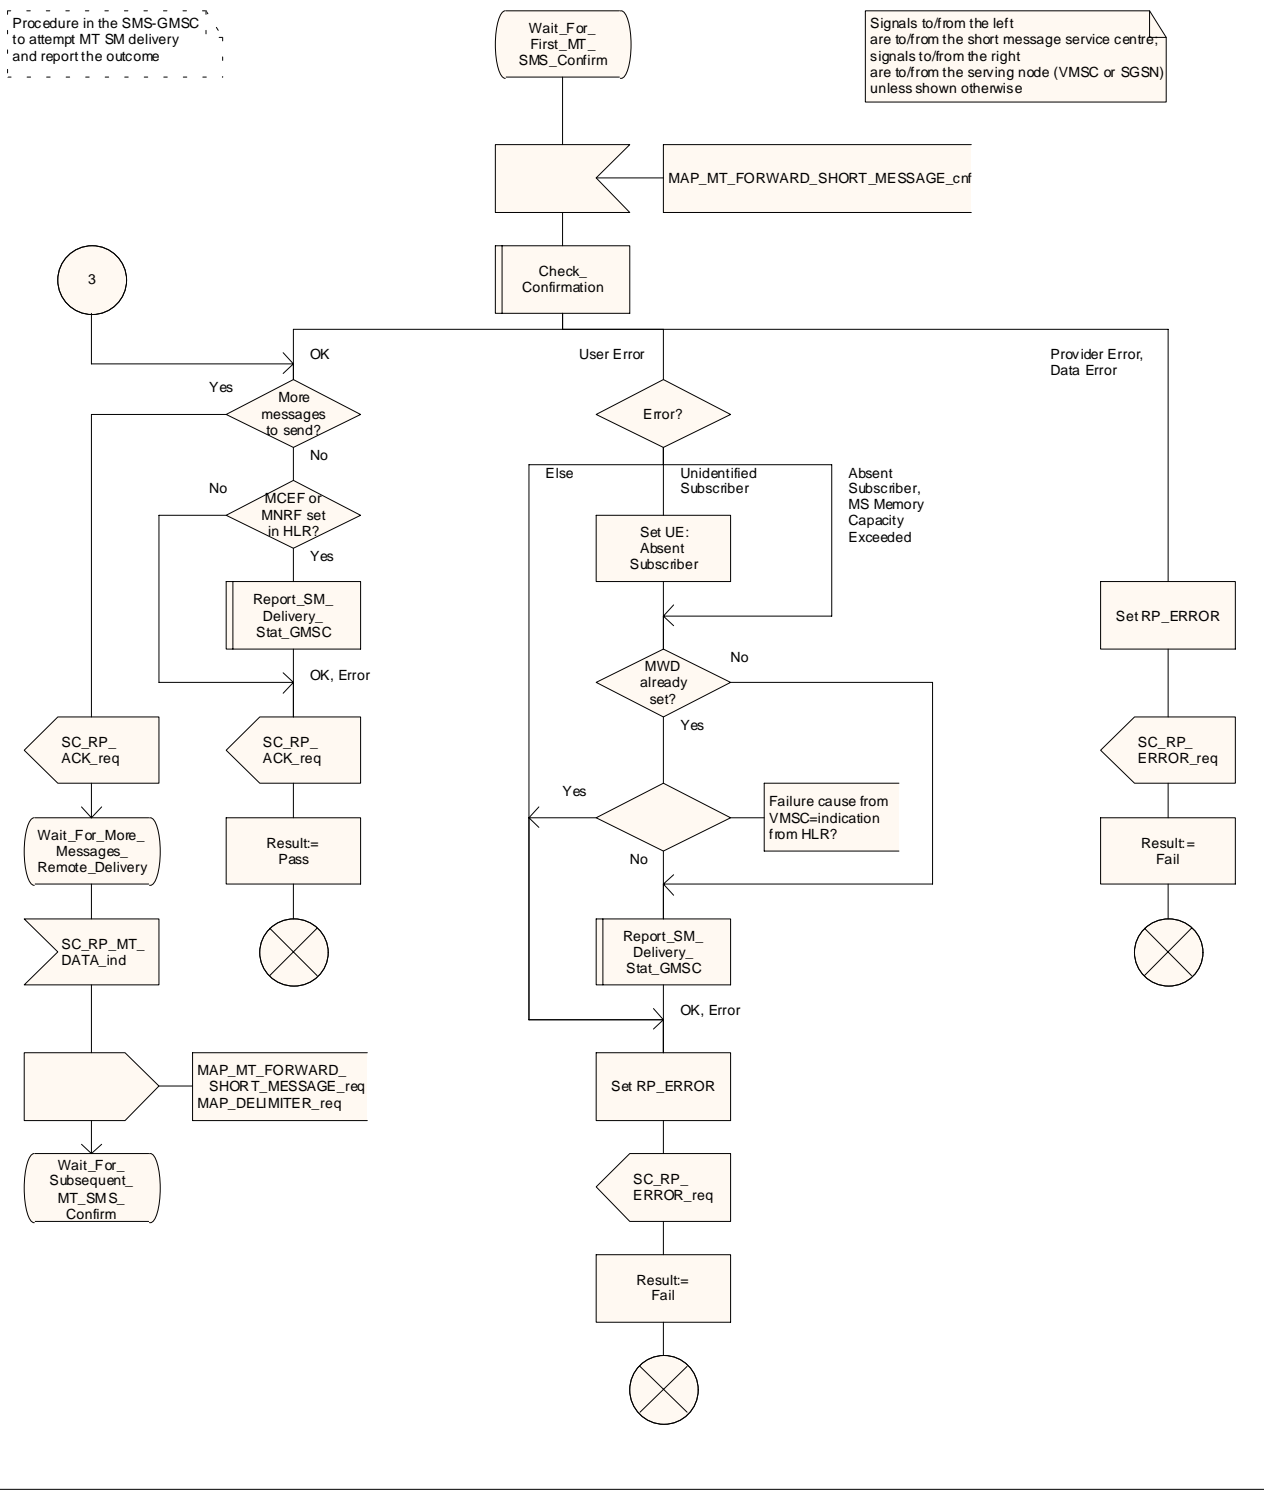 Procedure in the SMS-GMSC
to attempt MT SM delivery
and report the outcome
Wait_For_
First_MT_
SMS_Confirm
Signals to/from the left
are to/from the short message service centre;
signals to/from the right
are to/from the serving node (VMSC or SGSN)
unless shown otherwise
MAP_MT_FORWARD_SHORT_MESSAGE_cnf
Check_
Confirmation
3
OK
User Error
Provider Error,
Data Error
Yes
More
messages
to send?
No
Error?
Else
Unidentified
Subscriber
Absent
Subscriber,
MS Memory
Capacity
Exceeded
No
MCEF or
MNRF set
in HLR?
Yes
Set UE:
Absent
Subscriber
Report_SM_
Delivery_
Stat_GMSC
Set RP_ERROR
OK, Error
MWD
already
set?
No
Yes
SC_RP_
ACK_req
SC_RP_
ACK_req
SC_RP_
ERROR_req
Yes
Failure cause from
VMSC=indication
from HLR?
No
Wait_For_More_
Messages_
Remote_Delivery
Result:=
Pass
Result:=
Fail
SC_RP_MT_
DATA_ind
Report_SM_
Delivery_
Stat_GMSC
OK, Error
MAP_MT_FORWARD_
SHORT_MESSAGE_req
MAP_DELIMITER_req
Set RP_ERROR
Wait_For_
Subsequent_
MT_SMS_
Confirm
SC_RP_
ERROR_req
Result:=
Fail